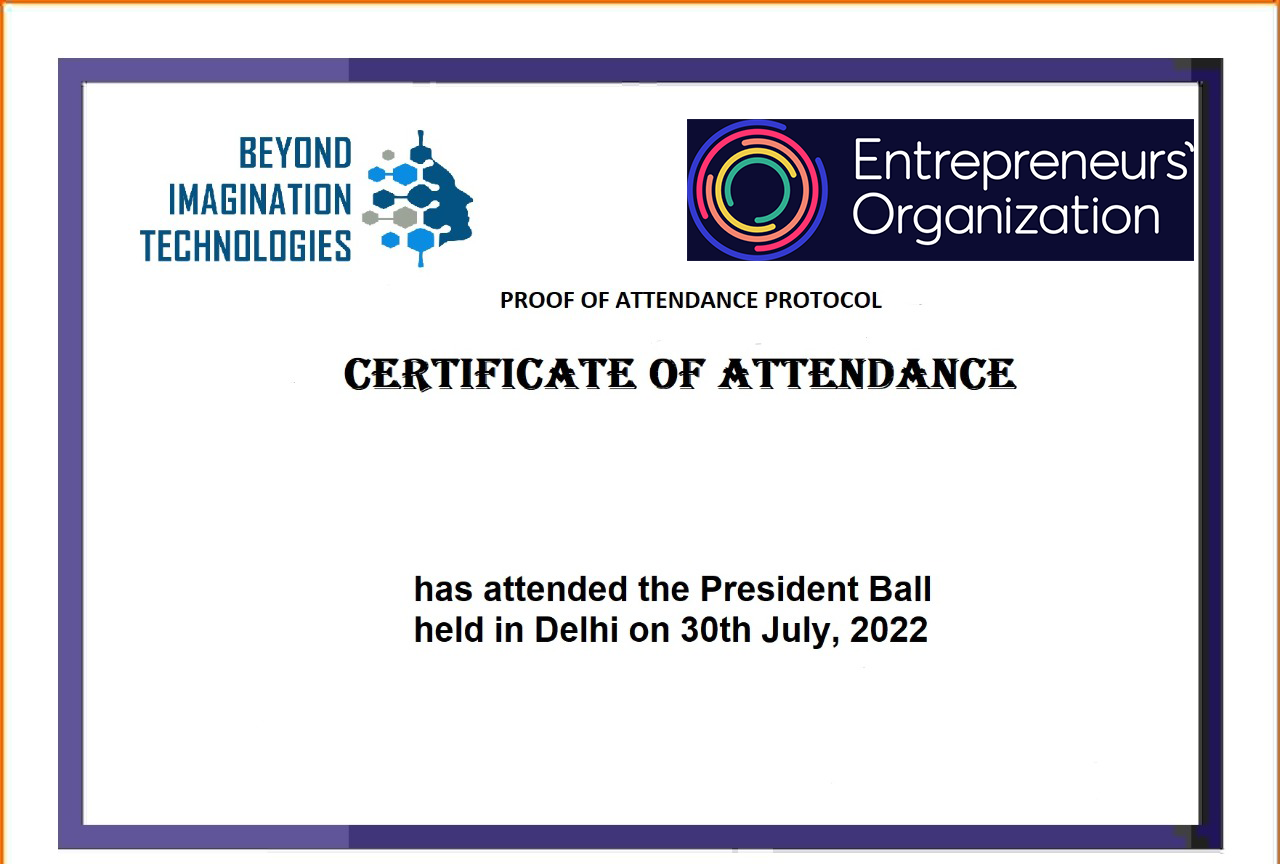 BEYOND
IMAGINATION
TECHNOLOGIES
Entrepreneurs'
Organization
PROOF OF ATTENDANCE PROTOCOL
CERTIFICATE OF ATTENDANCE
has attended the President Ball
held in Delhi on 30th July, 2022